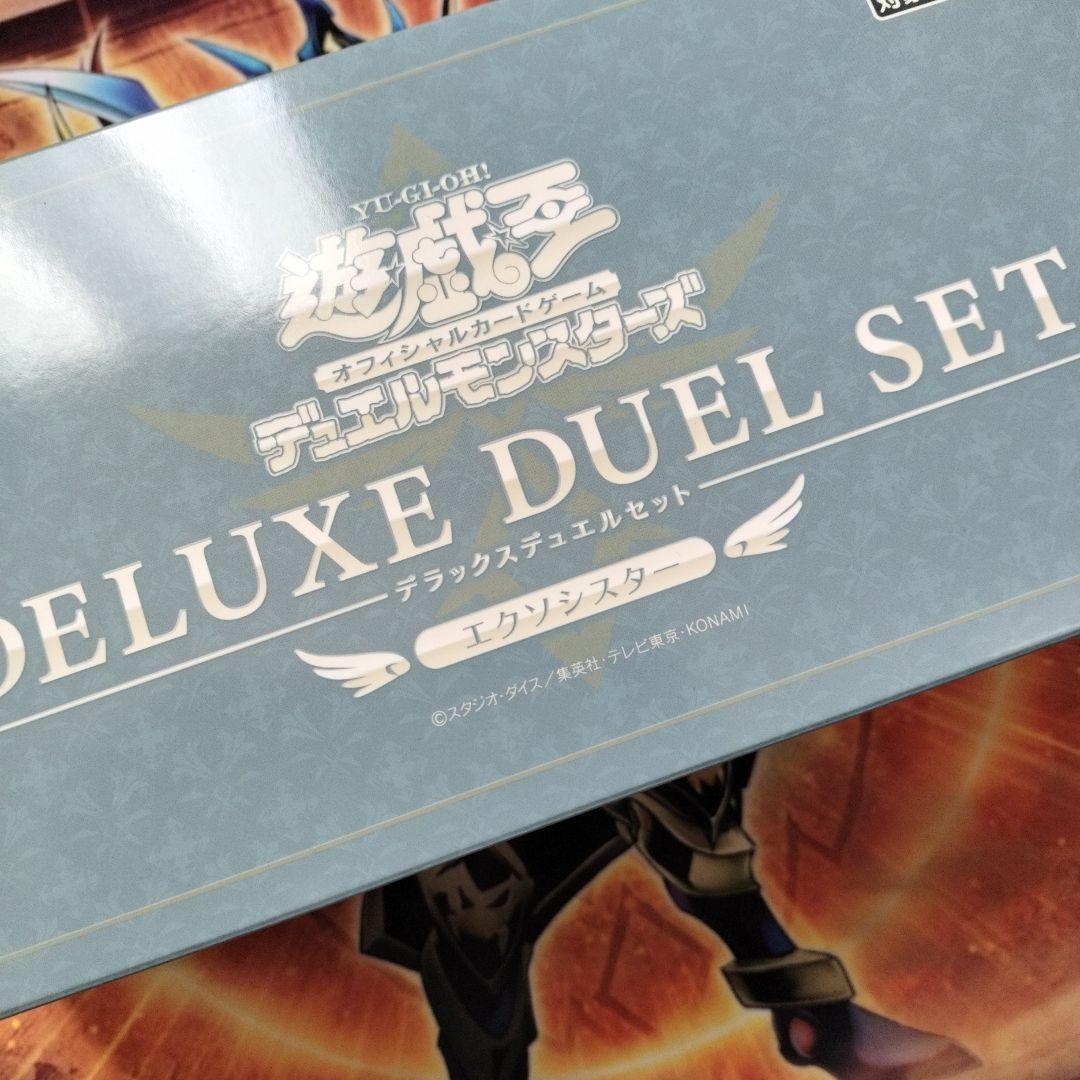 YU-GI-OH!
遊戯王
オフィシャルカードゲーム
デュエルモンスターズ
DELUXE DUEL SET
デラックスデュエルセット
エクソシスター
©スタジオ・ダイス/集英社・テレビ東京・KONAMI